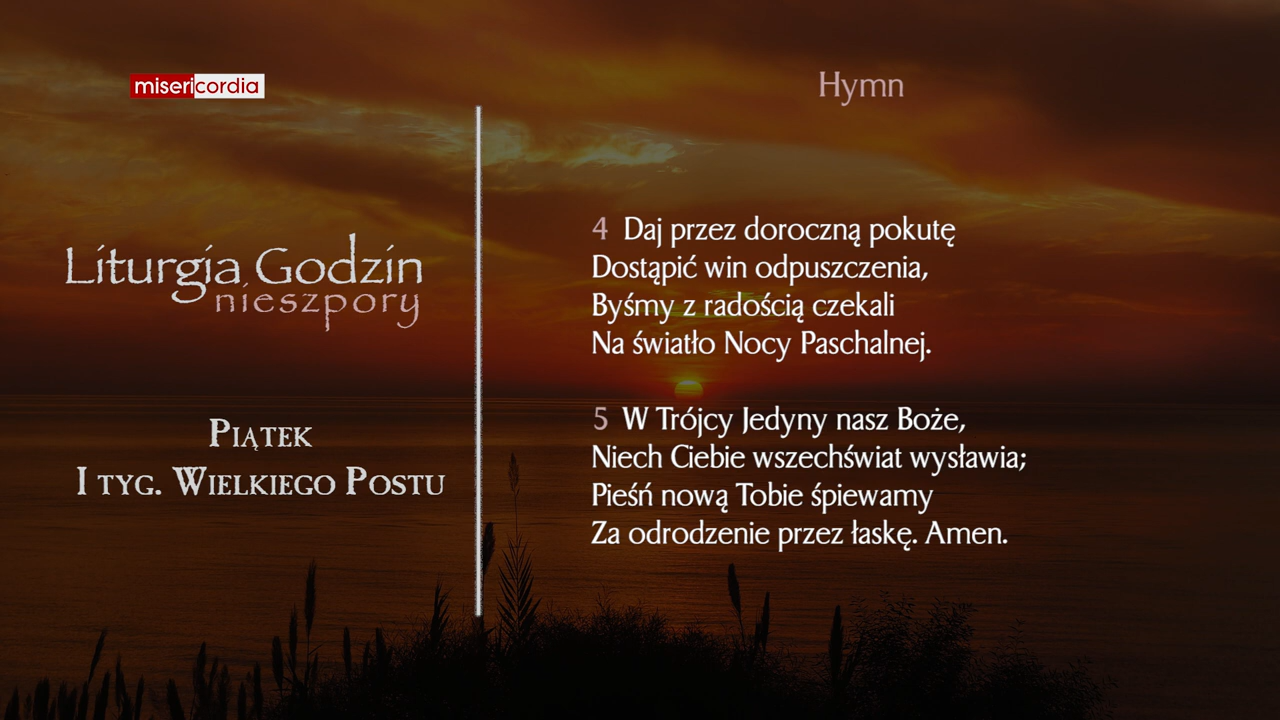 misericordia
Liturgia Godzin
nieszpory
Piątek
I tyg. Wielkiego Postu
Hymn
4 Daj przez doroczną pokutę
Dostąpić win odpuszczenia,
Byśmy z radością czekali
Na światło Nocy Paschalnej.
5 W Trójcy Jedyny nasz Boże,
Niech Ciebie wszechświat wysławia;
Pieśń nową Tobie śpiewamy
Za odrodzenie przez łaskę. Amen.